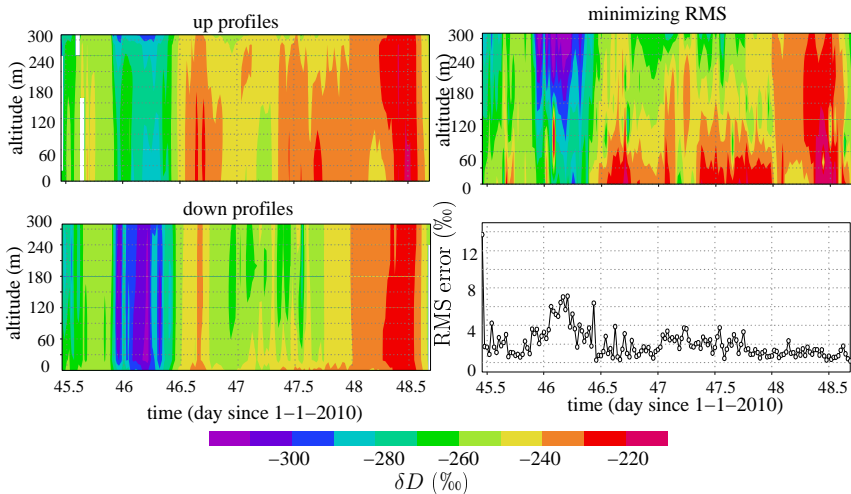 up profiles
minimizing RMS
altitude (m)
300
240
180
120
60
0
altitude (m)
300
240
180
120
60
0
down profiles
altitude (m)
300
240
180
120
60
0
45.5 46 46.5 47 47.5 48 48.5
time (day since 1−1−2010)
RMS error (‰)
12
8
4
0
45.5 46 46.5 47 47.5 48 48.5
time (day since 1−1−2010)
−300 −280 −260 −240 −220
δD (‰)